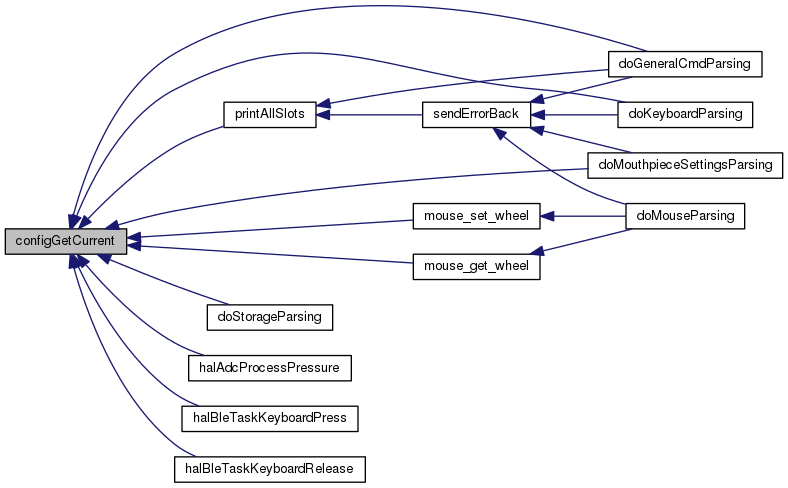 doGeneralCmdParsing
printAllSlots
sendErrorBack
doKeyboardParsing
doMouthpieceSettingsParsing
mouse_set_wheel
doMouseParsing
configGetCurrent
mouse_get_wheel
doStorageParsing
halAdcProcessPressure
halBleTaskKeyboardPress
halBleTaskKeyboardRelease